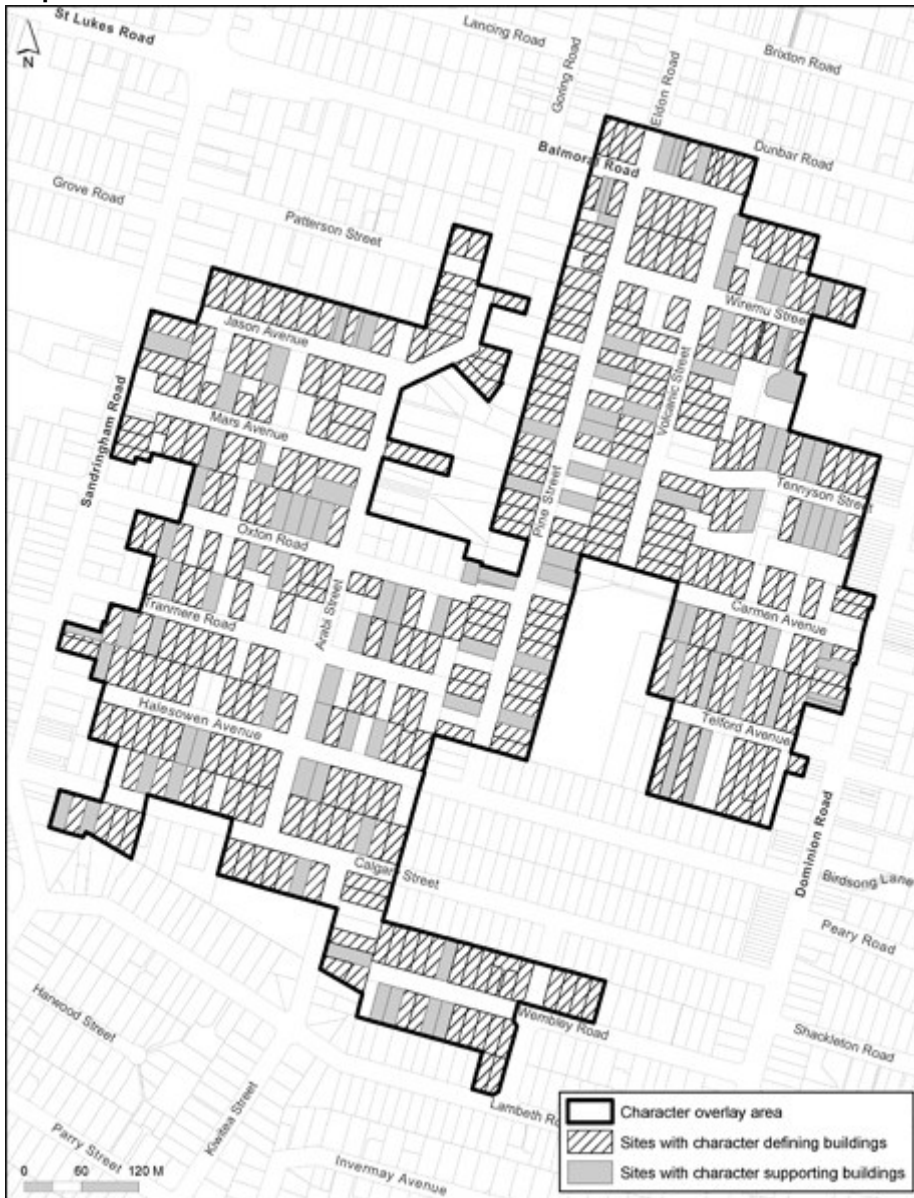 St Lukes Road
Lancing Road
Brixton Road
Goring Road
Eldon Road
Dunbar Road
Balmoral Road
Grove Road
Patterson Street
Wiremu Street
Jason Avenue
Volcanic Street
Sandringham Road
Mars Avenue
Tennyson Street
Pine Street
Oxton Road
Carmen Avenue
Tranmere Road
Arabi Street
Halesowen Avenue
Telford Avenue
Dominion Road
Calgary Street
Birdsong Lane
Peary Road
Harwood Street
Wembley Road
Shackleton Road
Kiwitea Street
Lambeth Ro
Parry Street
Invermay Avenue
N
0 60 120 M
Character overlay area
Sites with character defining buildings
Sites with character supporting buildings